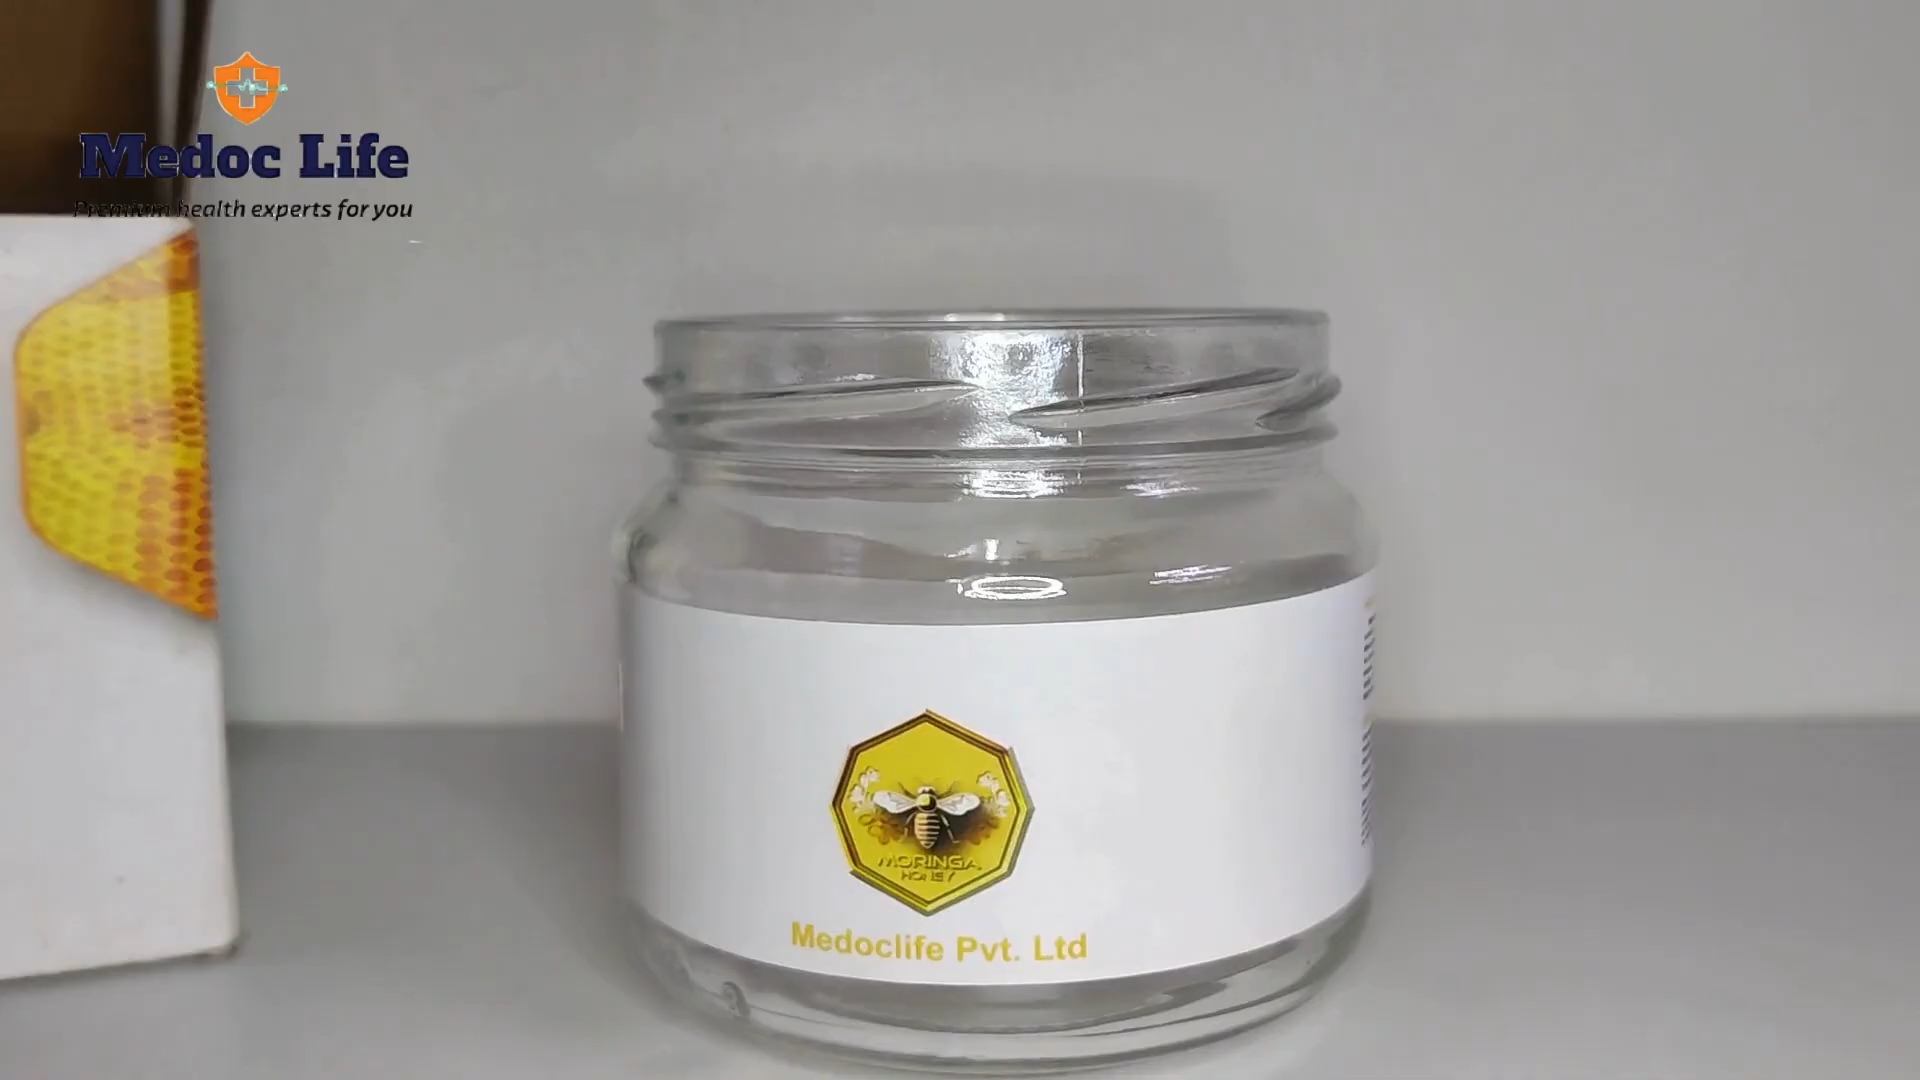 Medoc Life
Premium health experts for you
MORINGA
HONEY
Medoclife Pvt. Ltd